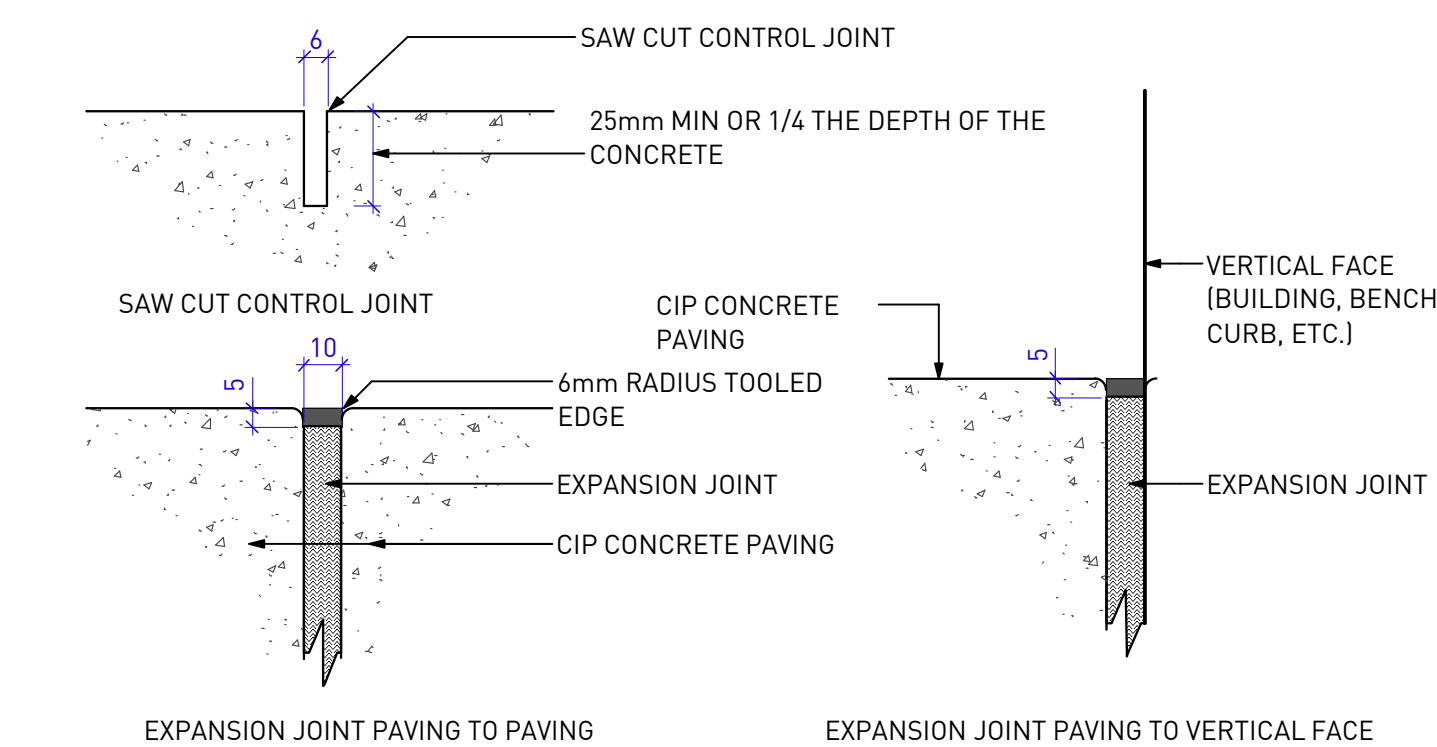 6
SAW CUT CONTROL JOINT
25mm MIN OR 1/4 THE DEPTH OF THE
CONCRETE
SAW CUT CONTROL JOINT
10
5
6mm RADIUS TOOLED
EDGE
EXPANSION JOINT
CIP CONCRETE PAVING
EXPANSION JOINT PAVING TO PAVING
CIP CONCRETE
PAVING
5
VERTICAL FACE
(BUILDING, BENCH
CURB, ETC.)
EXPANSION JOINT
EXPANSION JOINT PAVING TO VERTICAL FACE